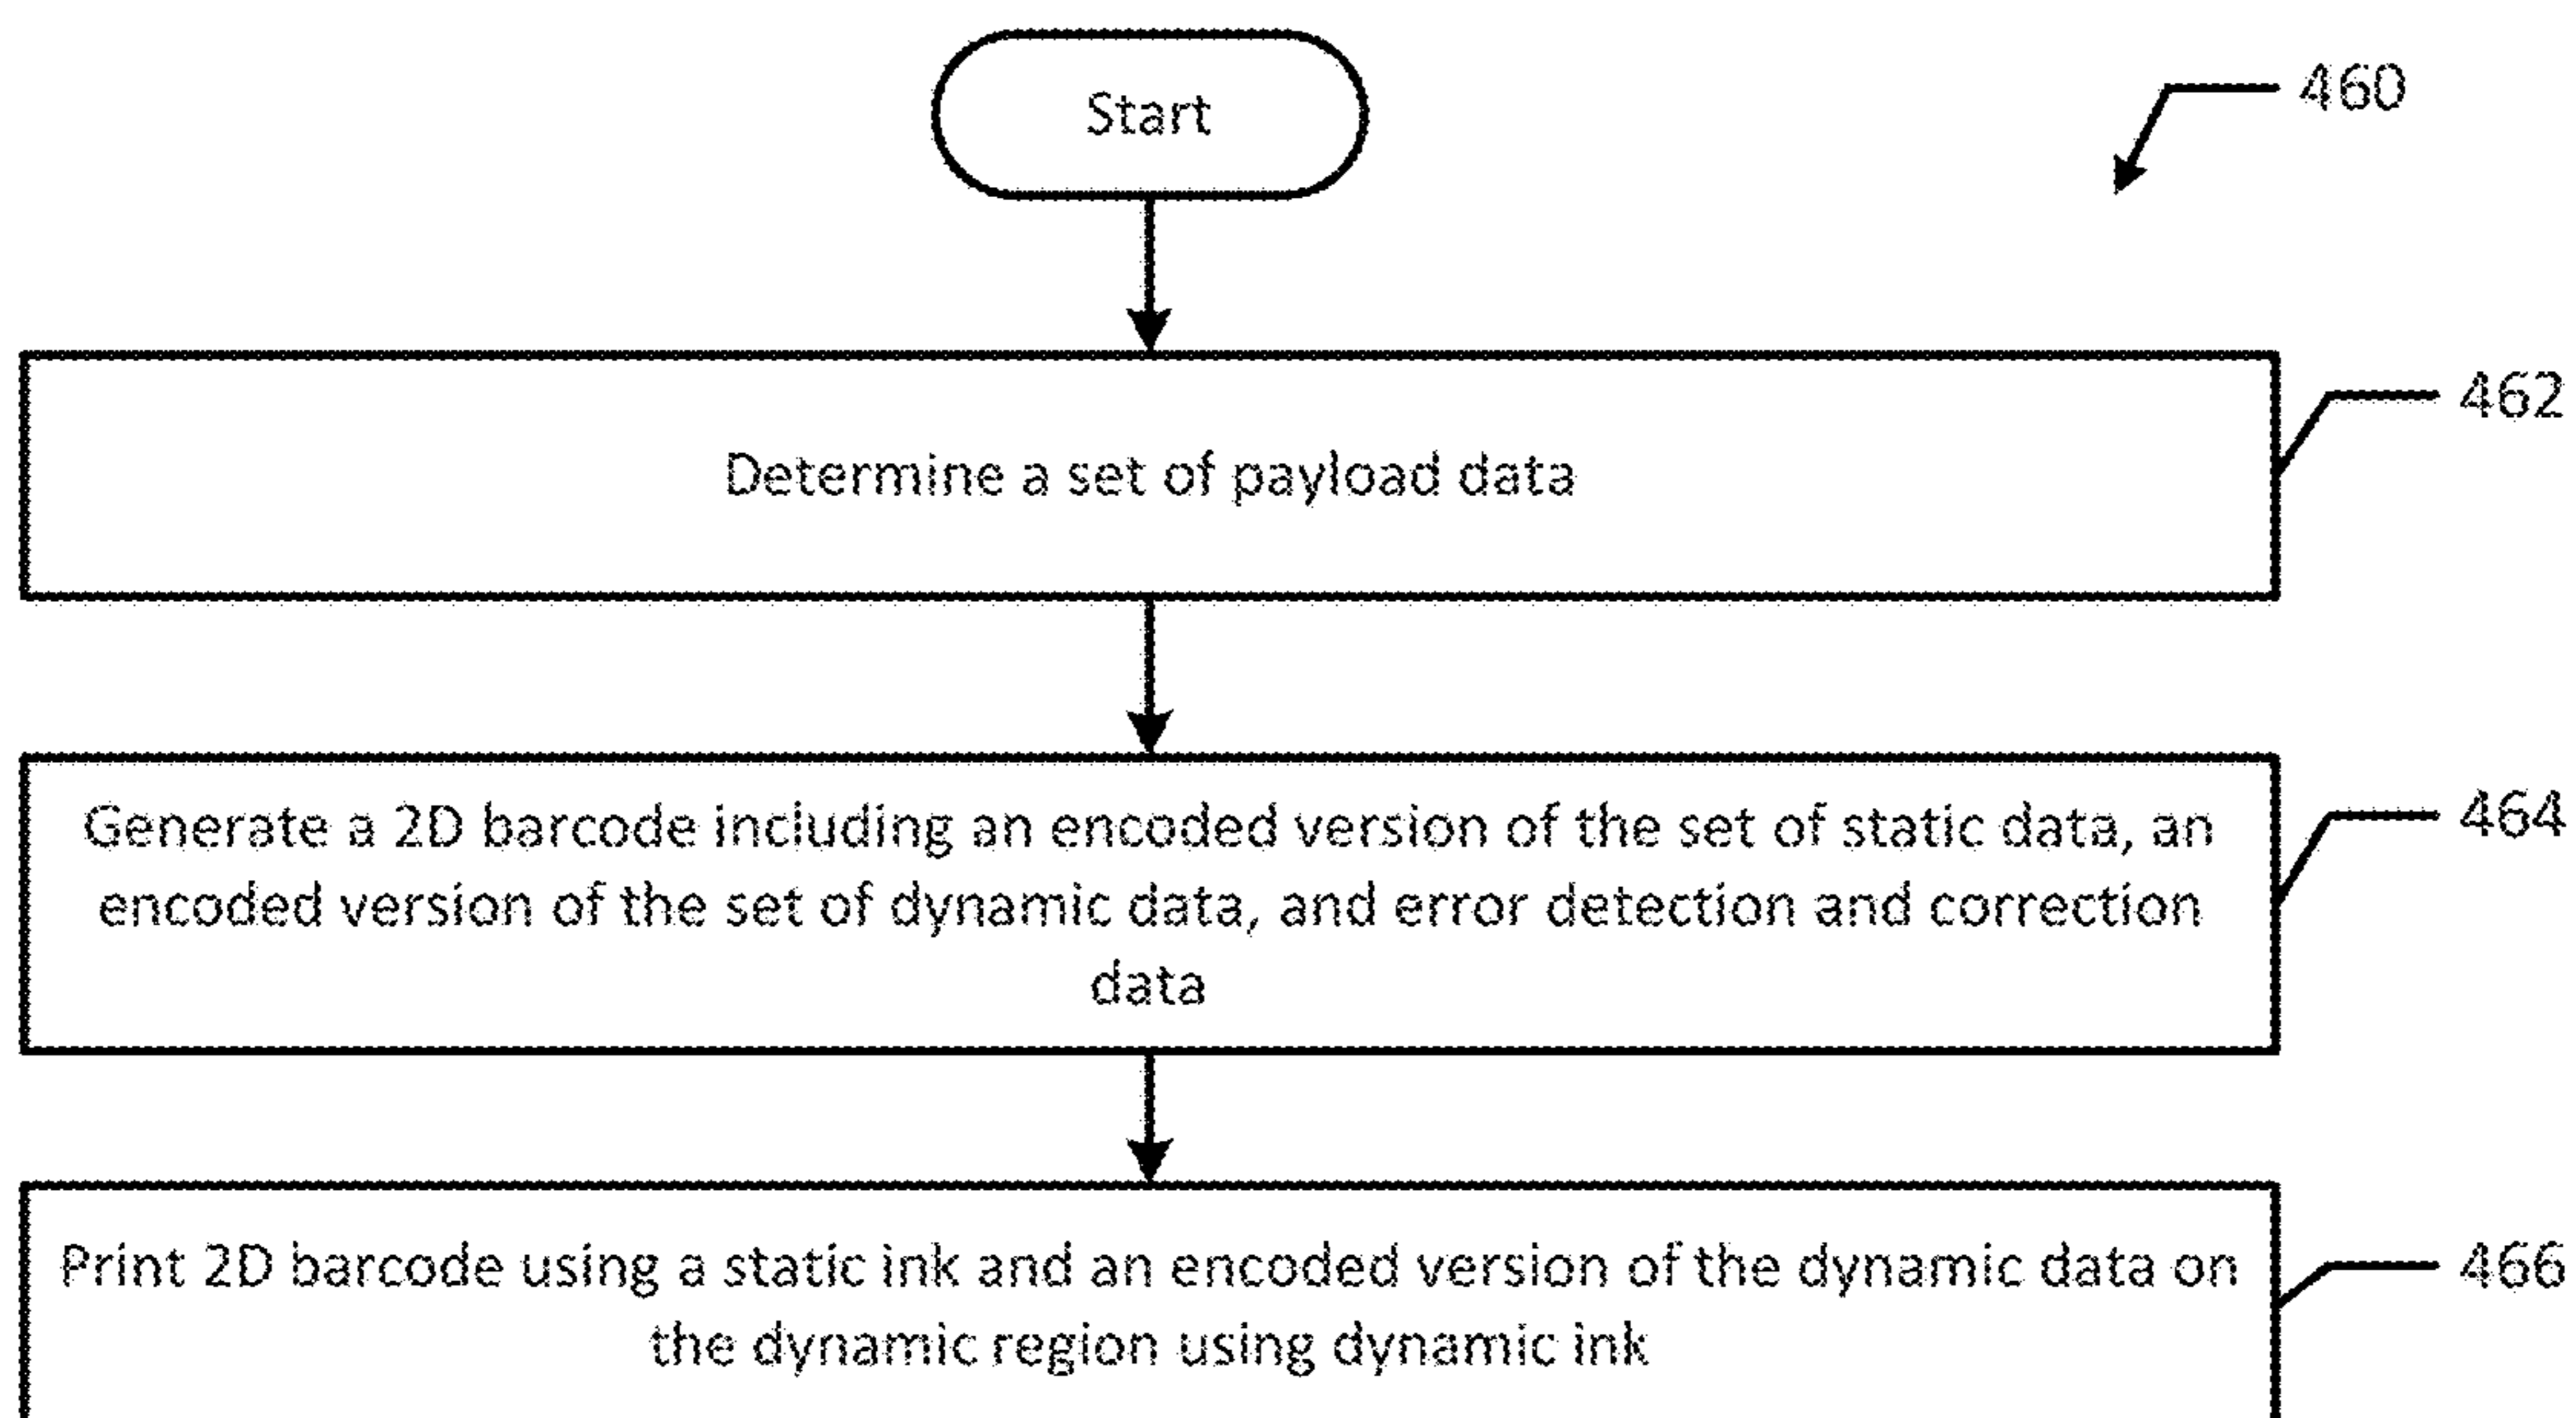 Start
460
462
Determine a set of payload data
Generate a 2D barcode including an encoded version of the set of static data, an
464
encoded version of the set of dynamic data, and error detection and correction
data
Print 2D barcode using a static ink and an encoded version of the dynamic data on
466
the dynamic region using dynamic ink